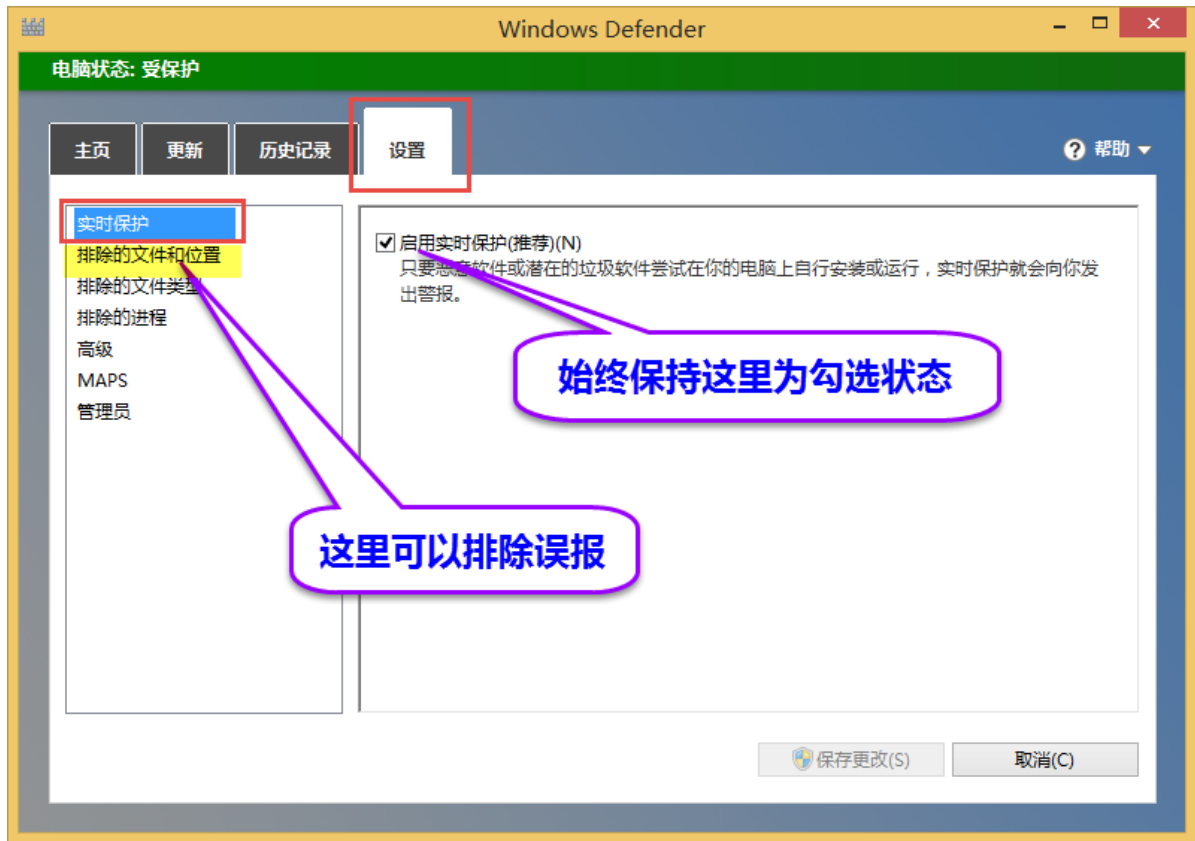 Windows Defender
电脑状态: 受保护
主页
更新
历史记录
设置
帮助
实时保护
排除的文件和位置
排除的文件类型
排除的进程
高级
MAPS
管理员
启用实时保护(推荐)(N)
只要恶意软件或潜在的垃圾软件尝试在你的电脑上自行安装或运行，实时保护就会向你发
出警报。
始终保持这里为勾选状态
这里可以排除误报
保存更改(S)
取消(C)